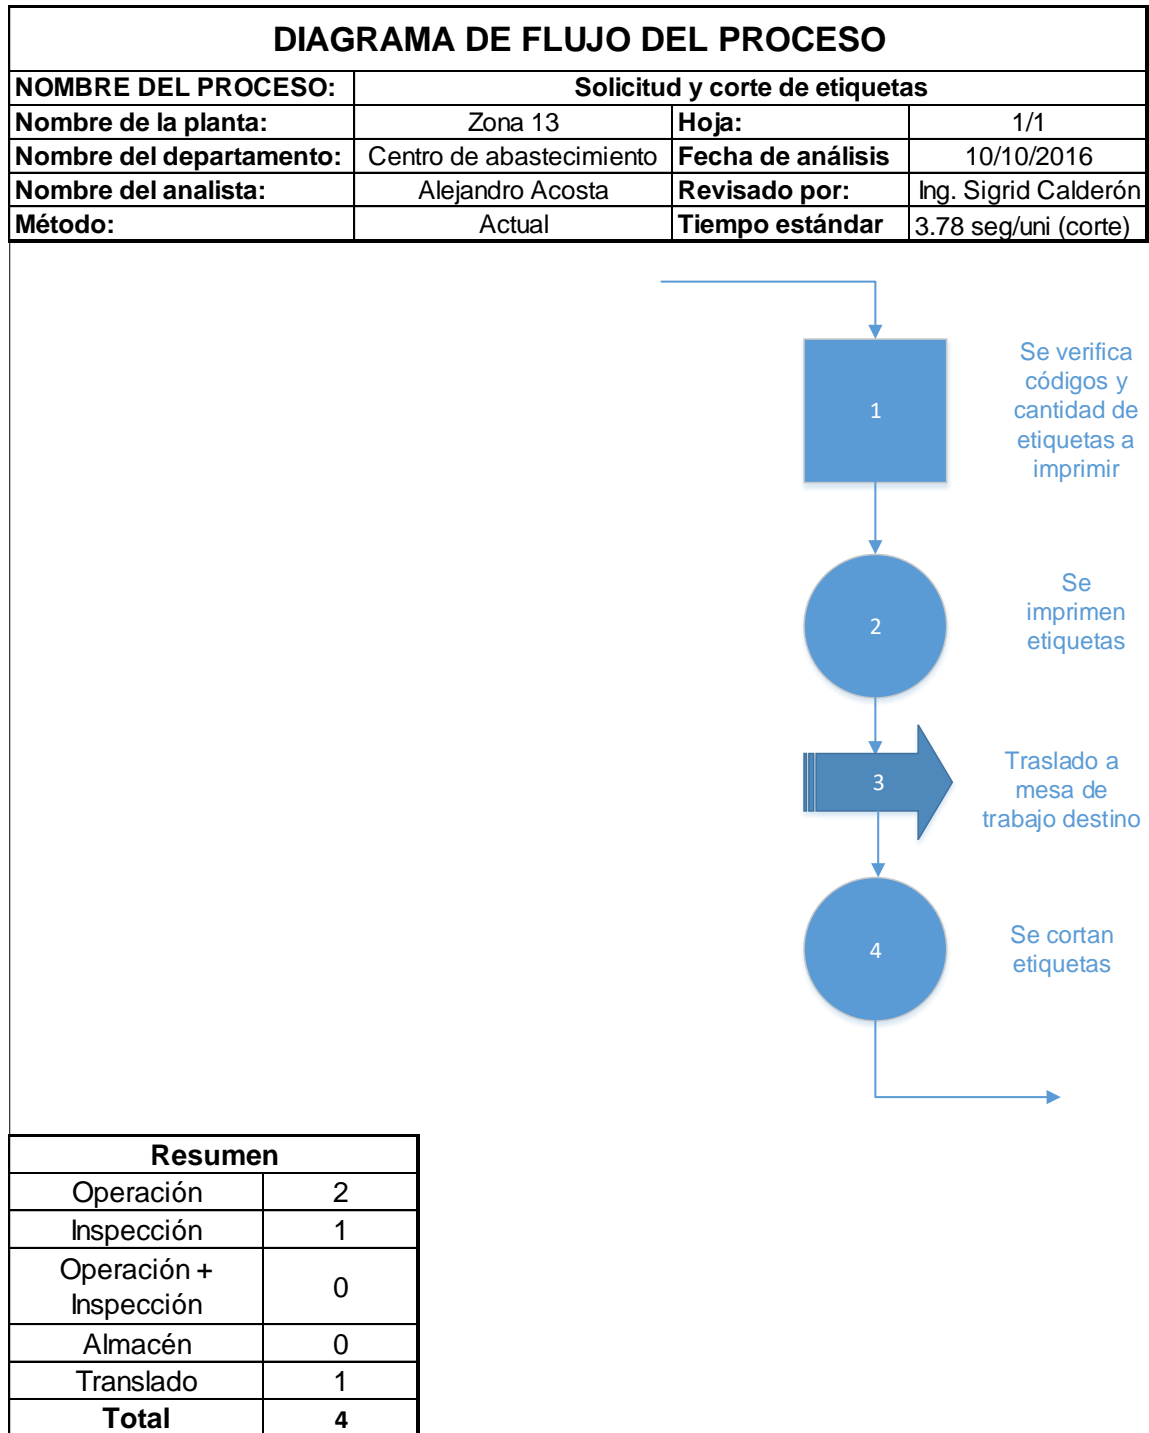 DIAGRAMA DE FLUJO DEL PROCESO
NOMBRE DEL PROCESO: Solicitud y corte de etiquetas
Nombre de la planta: Zona 13 Hoja: 1/1
Nombre del departamento: Centro de abastecimiento Fecha de análisis 10/10/2016
Nombre del analista: Alejandro Acosta Revisado por: Ing. Sigrid Calderón
Método: Actual Tiempo estándar 3.78 seg/uni (corte)
1
Se verifica
códigos y
cantidad de
etiquetas a
imprimir
2
Se
imprimen
etiquetas
3
Traslado a
mesa de
trabajo destino
4
Se cortan
etiquetas
Resumen
Operación 2
Inspección 1
Operación +
Inspección 0
Almacén 0
Translado 1
Total 4